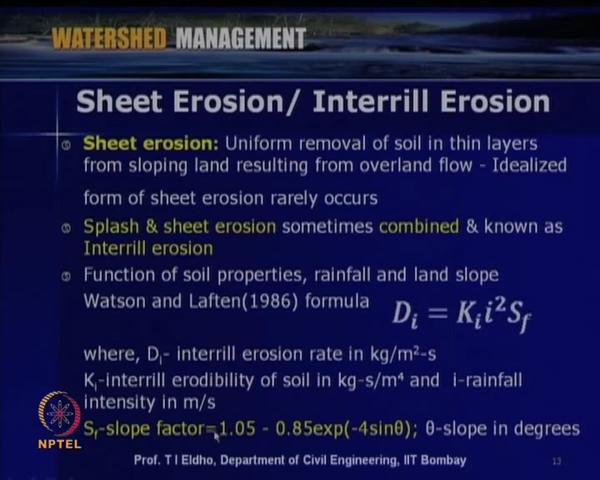 WATERSHED MANAGEMENT
Sheet Erosion/ Interrill Erosion
Sheet erosion: Uniform removal of soil in thin layers
from sloping land resulting from overland flow - Idealized
form of sheet erosion rarely occurs
Splash & sheet erosion sometimes combined & known as
Interrill erosion
Function of soil properties, rainfall and land slope
Watson and Laften(1986) formula Dᵢ = Kᵢi²S_f
where, Dᵢ- interrill erosion rate in kg/m²-s
Kᵢ-interrill erodibility of soil in kg-s/m⁴ and i-rainfall
intensity in m/s
S_f-slope factor=1.05 - 0.85exp(-4sinθ); θ-slope in degrees
NPTEL
Prof. T I Eldho, Department of Civil Engineering, IIT Bombay
13